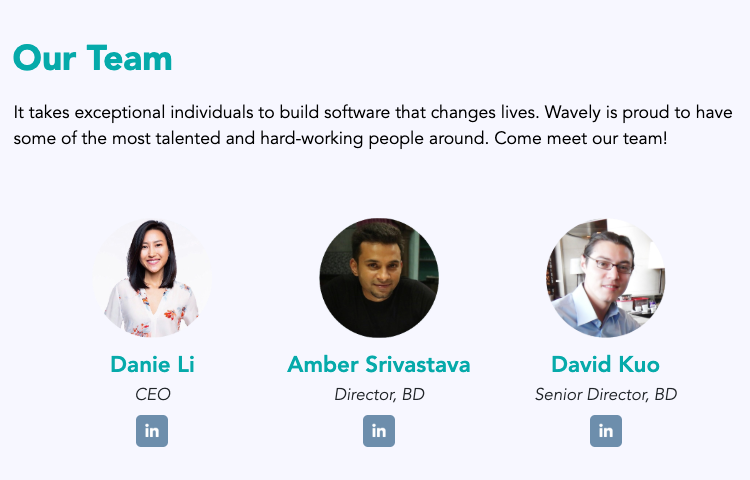 Our Team
It takes exceptional individuals to build software that changes lives. Wavely is proud to have
some of the most talented and hard-working people around. Come meet our team!
Danie Li
Amber Srivastava
David Kuo
CEO
Director, BD
Senior Director, BD
in
in
in